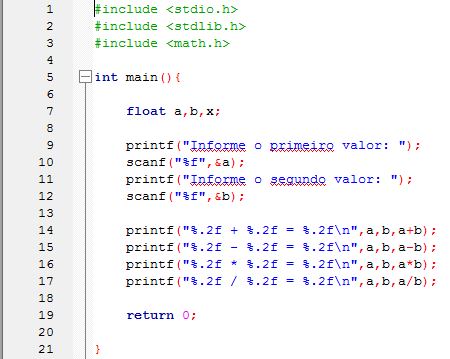 1 #include <stdio.h>
2 #include <stdlib.h>
3 #include <math.h>
4
5 int main(){
6
7 float a,b,x;
8
9 printf("Informe o primeiro valor: ");
10 scanf("%f",&a);
11 printf("Informe o segundo valor: ");
12 scanf("%f",&b);
13
14 printf("%.2f + %.2f = %.2f\n",a,b,a+b);
15 printf("%.2f - %.2f = %.2f\n",a,b,a-b);
16 printf("%.2f * %.2f = %.2f\n",a,b,a*b);
17 printf("%.2f / %.2f = %.2f\n",a,b,a/b);
18
19 return 0;
20
21 }